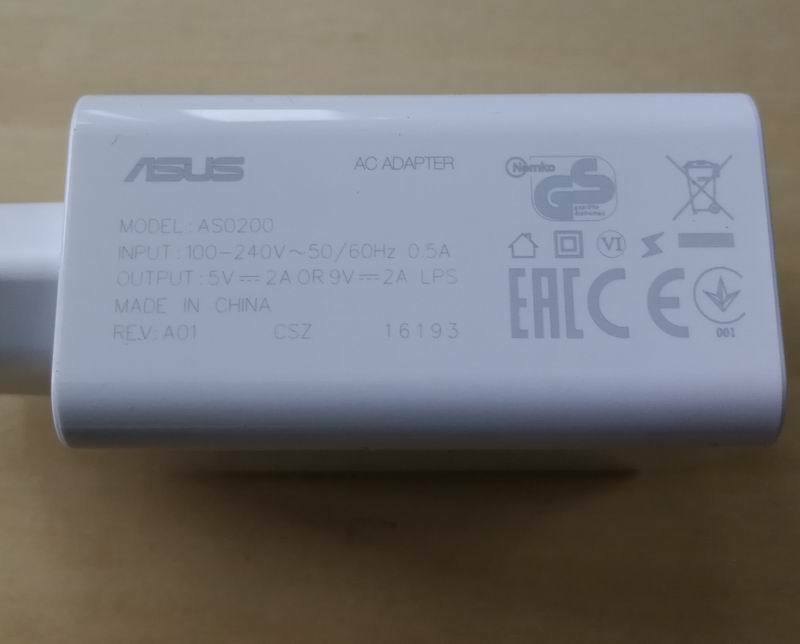 ASUS AC ADAPTER
MODEL: AS0200
INPUT: 100-240V~50/60Hz 0.5A
OUTPUT: 5V⎓2A OR 9V⎓2A LPS
MADE IN CHINA
REV: A01 CSZ 16193
Nemko
GS
VI
EAC CE
001